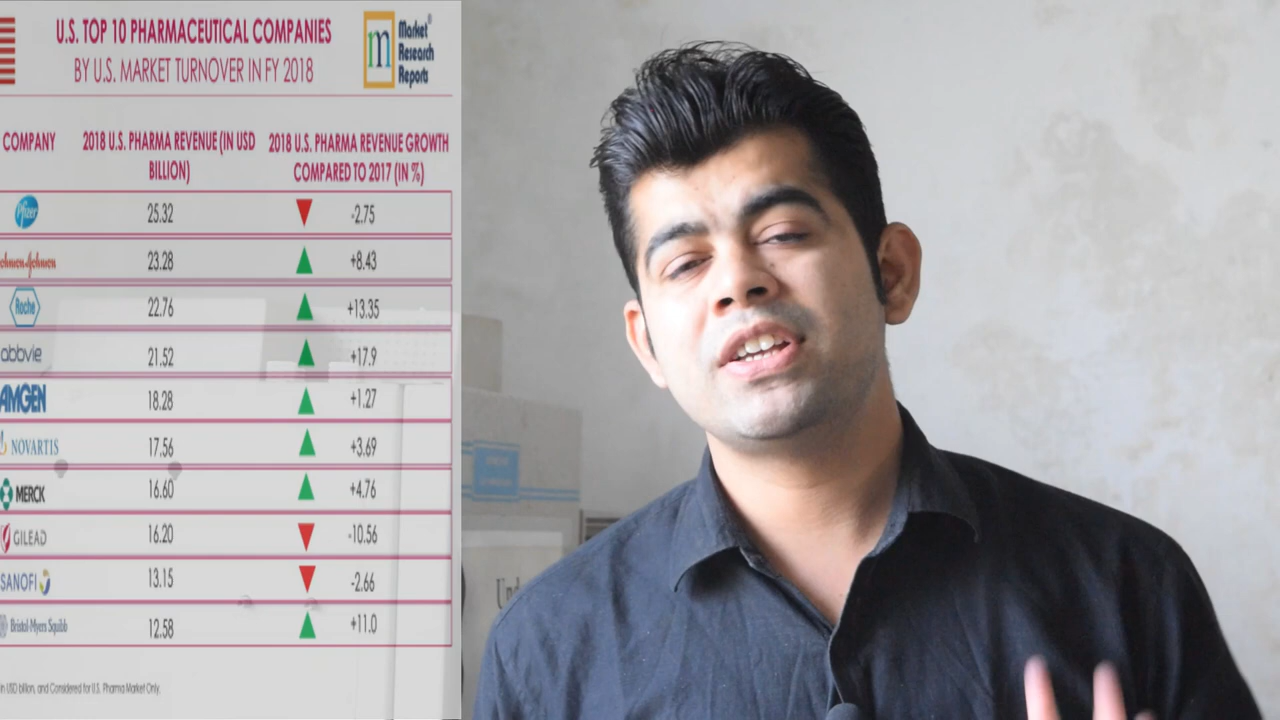 U.S. TOP 10 PHARMACEUTICAL COMPANIES
BY U.S. MARKET TURNOVER IN FY 2018
m Market
Research
Reports
COMPANY 2018 U.S. PHARMA REVENUE (IN USD 2018 U.S. PHARMA REVENUE GROWTH
BILLION) COMPARED TO 2017 (IN %)
Pfizer 25.32 -2.75
ohnson&Johnson 23.28 +8.43
Roche 22.76 +13.35
abbvie 21.52 +17.9
AMGEN 18.28 +1.27
NOVARTIS 17.56 +3.69
MERCK 16.60 +4.76
GILEAD 16.20 -10.56
SANOFI 13.15 -2.66
Bristol-Myers Squibb 12.58 +11.0
in USD billion, and Considered for U.S. Pharma Market Only.